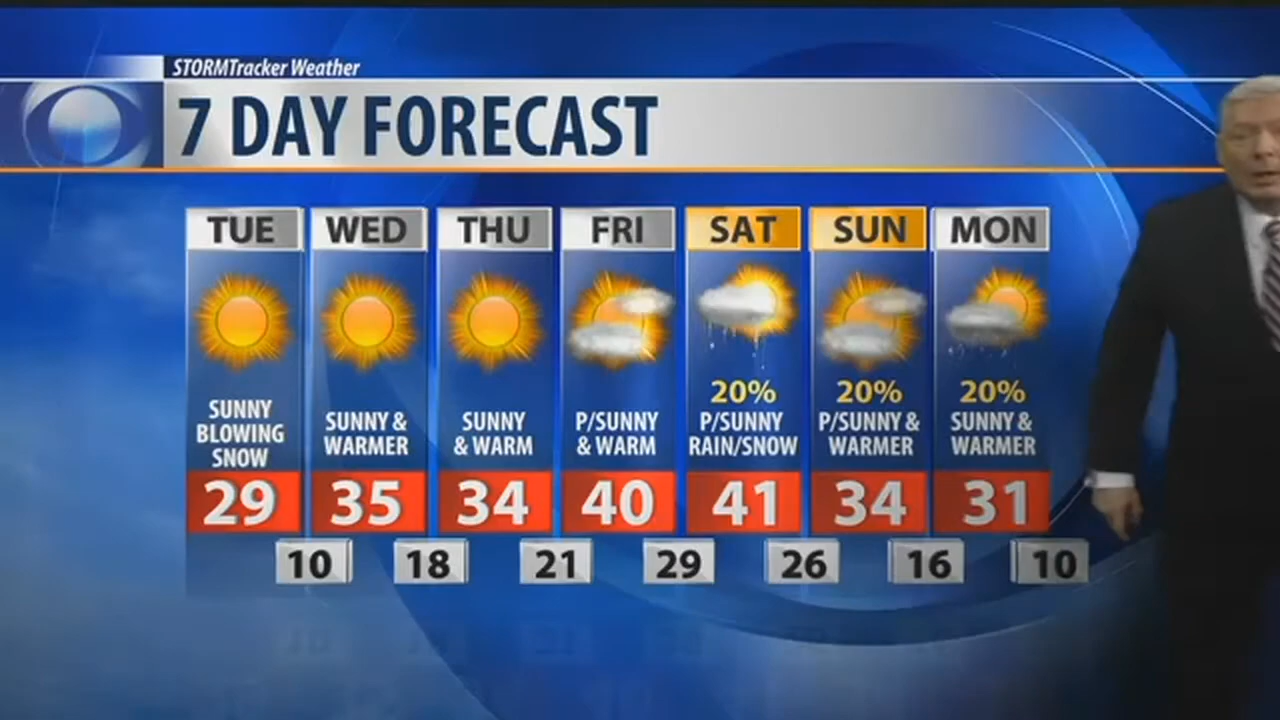 STORMTracker Weather
7 DAY FORECAST
TUE WED THU FRI SAT SUN MON
20% 20% 20%
SUNNY
BLOWING
SNOW
SUNNY &
WARMER
SUNNY
& WARM
P/SUNNY
& WARM
P/SUNNY
RAIN/SNOW
P/SUNNY &
WARMER
SUNNY &
WARMER
29 35 34 40 41 34 31
10 18 21 29 26 16 10